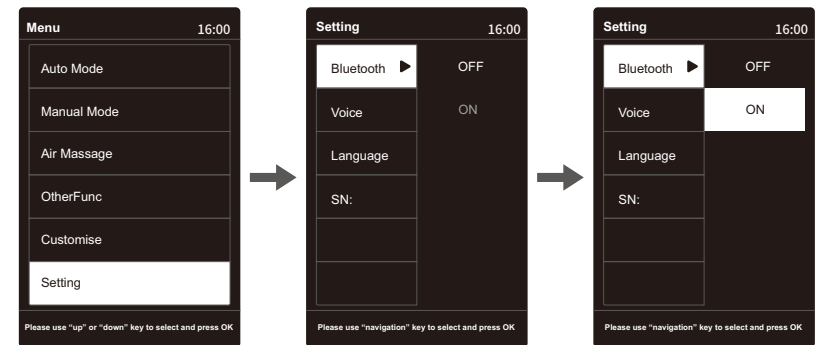 Menu 16:00
Auto Mode
Manual Mode
Air Massage
OtherFunc
Customise
Setting
Please use “up” or “down” key to select and press OK
Setting 16:00
Bluetooth OFF
Voice ON
Language
SN:
Please use “navigation” key to select and press OK
Setting 16:00
Bluetooth OFF
Voice ON
Language
SN:
Please use “navigation” key to select and press OK